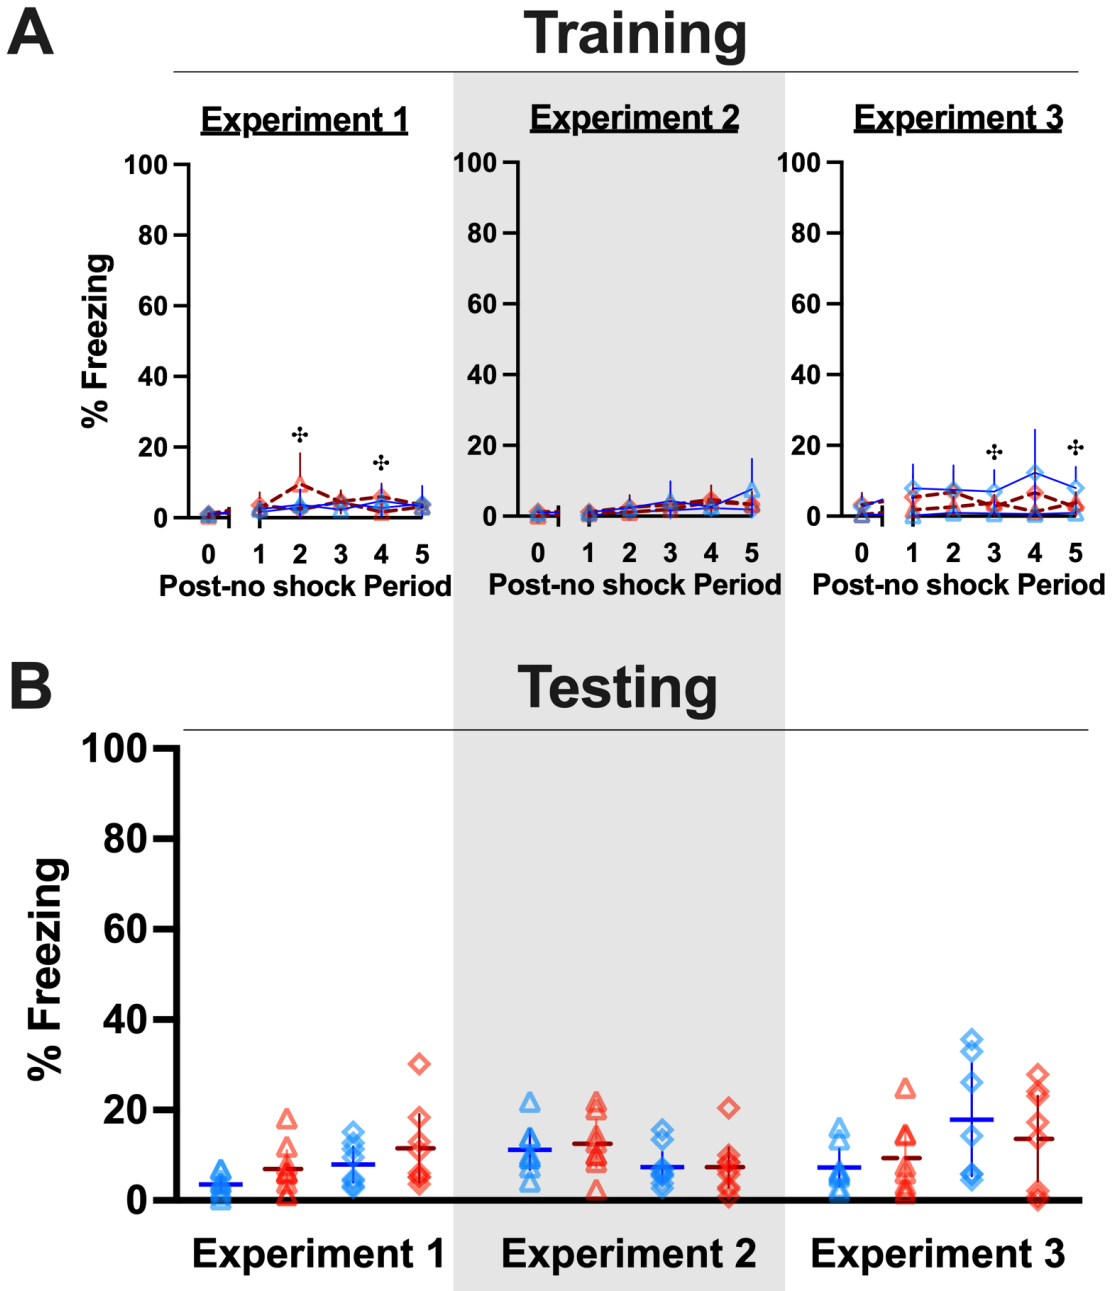 A
Training
Experiment 1
Experiment 2
Experiment 3
% Freezing
100
80
60
40
20
0
0 1 2 3 4 5
Post-no shock Period
100
80
60
40
20
0
0 1 2 3 4 5
Post-no shock Period
100
80
60
40
20
0
0 1 2 3 4 5
Post-no shock Period
B
Testing
% Freezing
100
80
60
40
20
0
Experiment 1
Experiment 2
Experiment 3